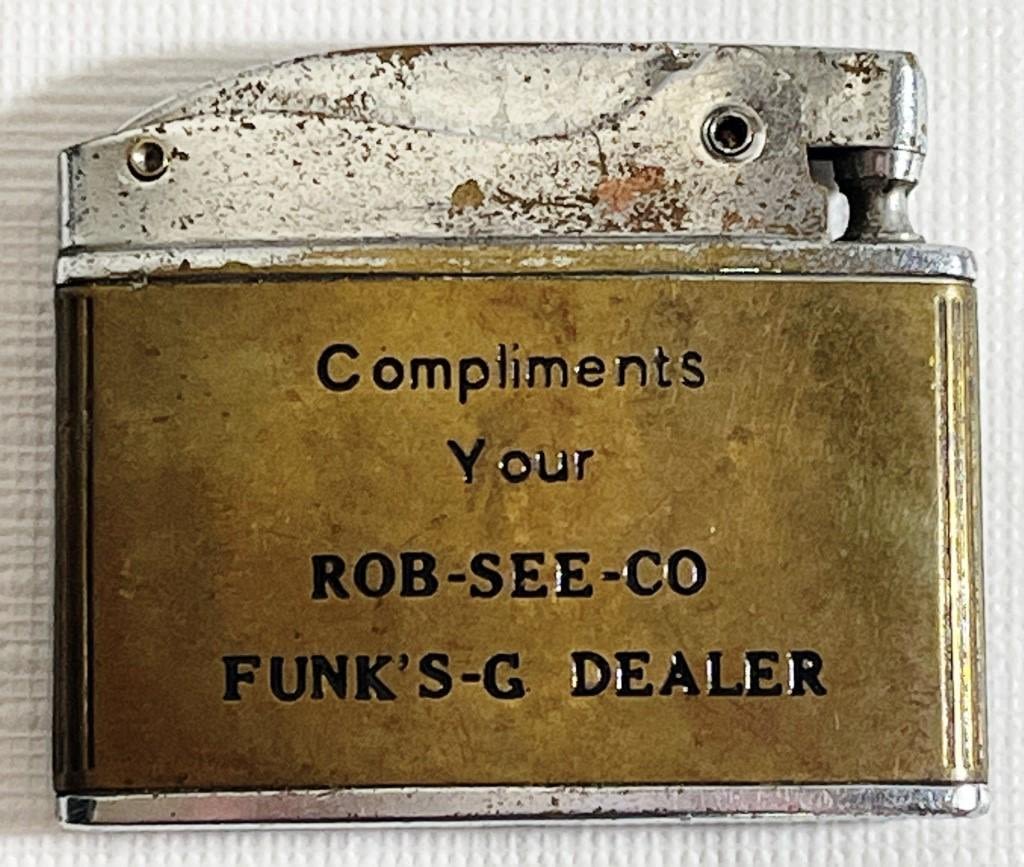 Compliments
Your
ROB-SEE-CO
FUNK'S-G DEALER